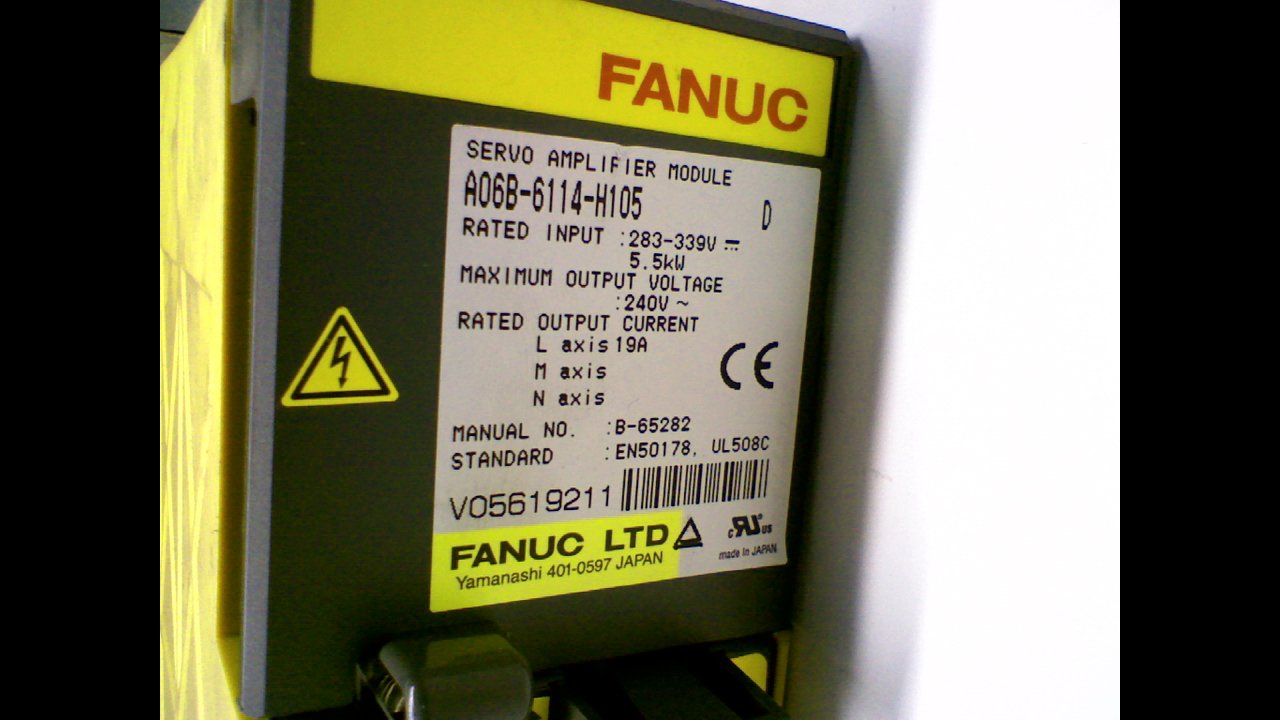 FANUC
SERVO AMPLIFIER MODULE
A06B-6114-H105 D
RATED INPUT :283-339V ⎓
5.5kW
MAXIMUM OUTPUT VOLTAGE
:240V ~
RATED OUTPUT CURRENT
L axis 19A
M axis
N axis
CE
MANUAL NO. :B-65282
STANDARD :EN50178, UL508C
V05619211
FANUC LTD
Yamanashi 401-0597 JAPAN
c RU us
made in JAPAN